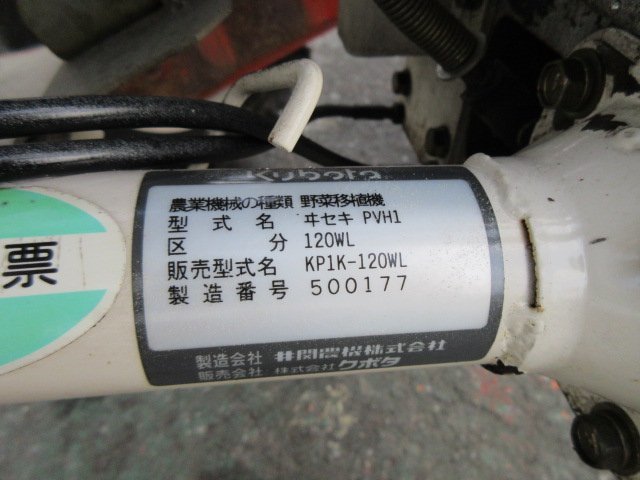 Kubota
農業機械の種類 野菜移植機
型式名 ヰセキ PVH1
区分 120WL
販売型式名 KP1K-120WL
製造番号 500177
製造会社 井関農機株式会社
販売会社 株式会社クボタ
票